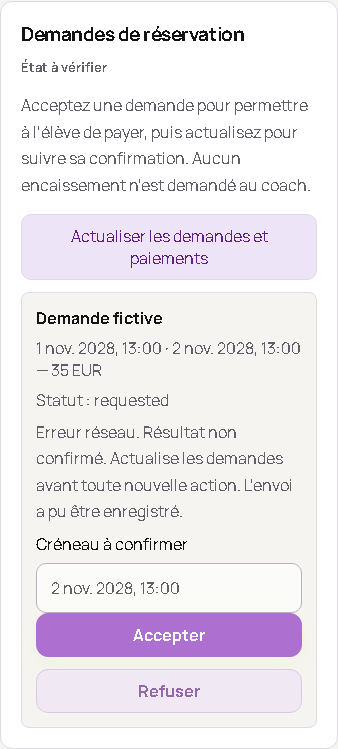 Demandes de réservation
État à vérifier
Acceptez une demande pour permettre
à l'élève de payer, puis actualisez pour
suivre sa confirmation. Aucun
encaissement n'est demandé au coach.
Actualiser les demandes et
paiements
Demande fictive
1 nov. 2028, 13:00 · 2 nov. 2028, 13:00
— 35 EUR
Statut : requested
Erreur réseau. Résultat non
confirmé. Actualise les demandes
avant toute nouvelle action. L'envoi
a pu être enregistré.
Créneau à confirmer
2 nov. 2028, 13:00
Accepter
Refuser